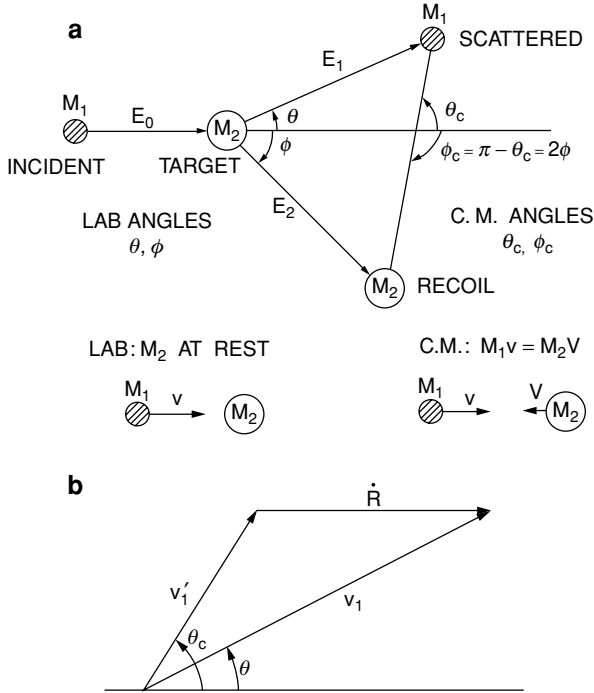 a
M₁
SCATTERED
E₁
M₁
E₀
M₂
θ
θc
INCIDENT
TARGET
ϕ
ϕc = π − θc = 2ϕ
E₂
LAB ANGLES
θ, ϕ
C. M. ANGLES
θc, ϕc
M₂
RECOIL
LAB: M₂ AT REST
C.M.: M₁v = M₂V
M₁
v
M₂
M₁
v
V
M₂
b
Ṙ
v₁′
v₁
θc
θ